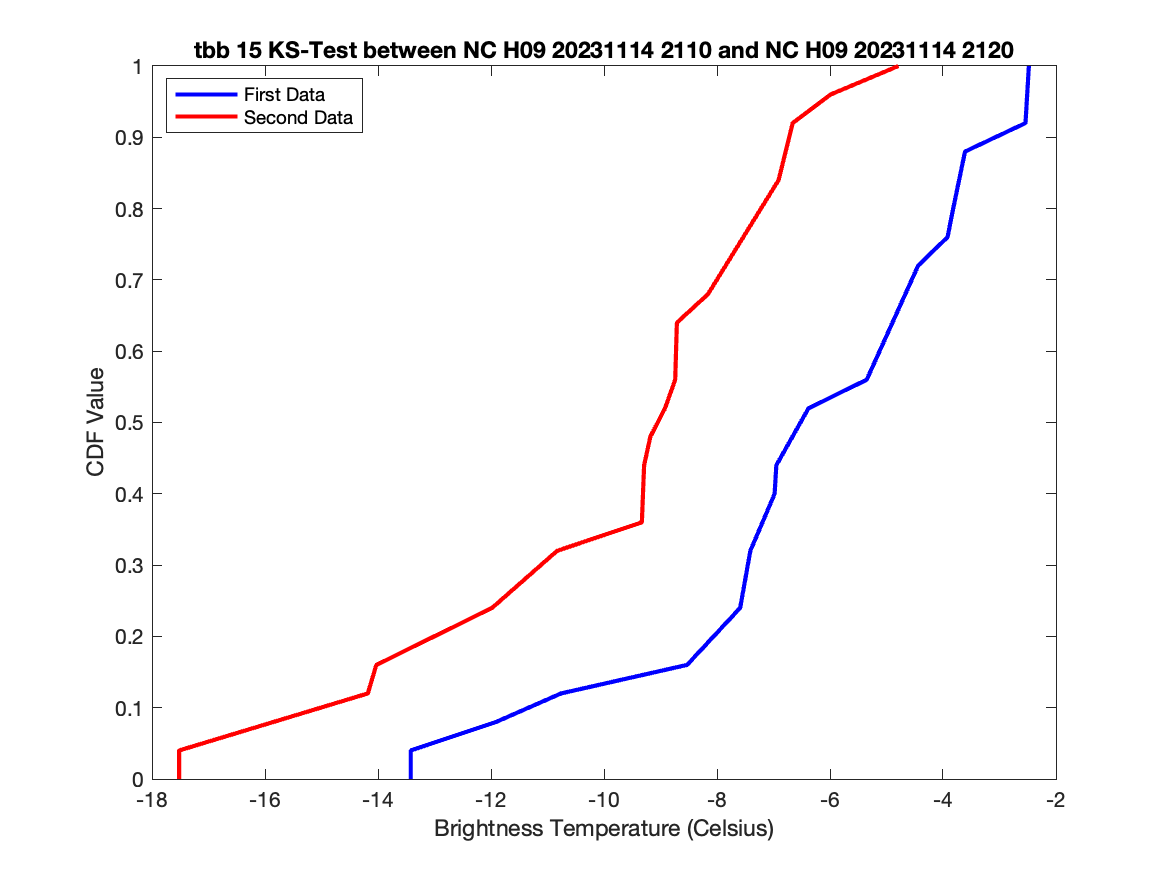 tbb 15 KS-Test between NC H09 20231114 2110 and NC H09 20231114 2120
First Data
Second Data
1
0.9
0.8
0.7
0.6
0.5
0.4
0.3
0.2
0.1
0
CDF Value
-18 -16 -14 -12 -10 -8 -6 -4 -2
Brightness Temperature (Celsius)